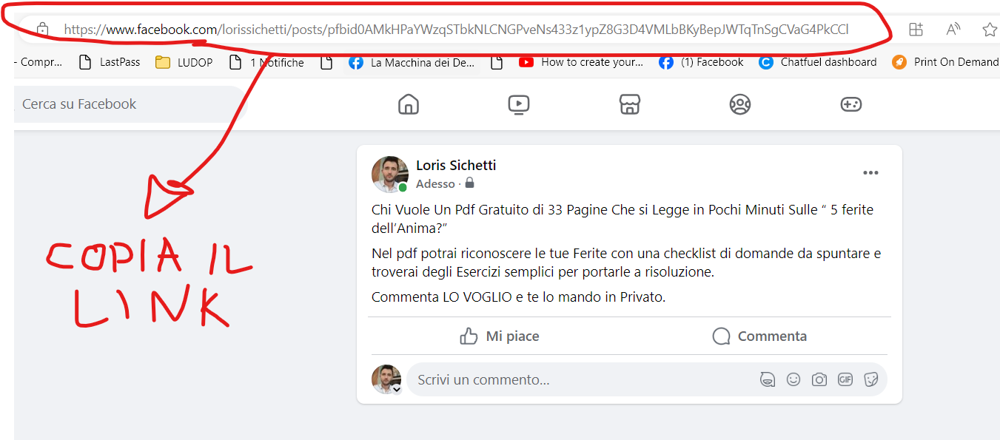 https://www.facebook.com/lorissichetti/posts/pfbid0AMkHPaYWzqSTbkNLCNGPveNs433z1ypZ8G3D4VMLbBKyBepJWTqTnSgCVaG4PkCCl
- Compr... LastPass LUDOP 1 Notifiche La Macchina dei De... How to create your... (1) Facebook Chatfuel dashboard Print On Demand
Cerca su Facebook
Loris Sichetti
Adesso ·
Chi Vuole Un Pdf Gratuito di 33 Pagine Che si Legge in Pochi Minuti Sulle “ 5 ferite
dell’Anima?”
Nel pdf potrai riconoscere le tue Ferite con una checklist di domande da spuntare e
troverai degli Esercizi semplici per portarle a risoluzione.
Commenta LO VOGLIO e te lo mando in Privato.
Mi piace Commenta
Scrivi un commento...
GIF
COPIA IL
LINK